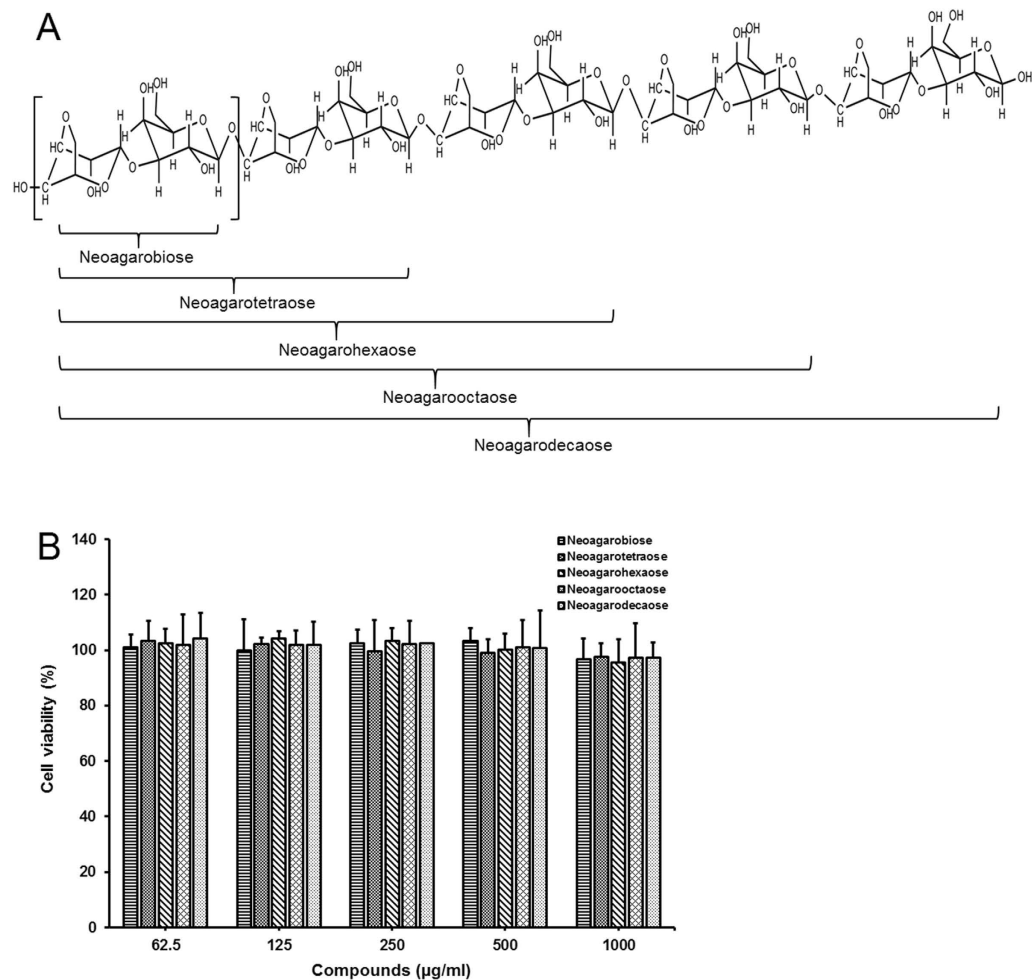 A
Neoagarobiose
Neoagarotetraose
Neoagarohexaose
Neoagarooctaose
Neoagarodecaose
B
Neoagarobiose
Neoagarotetraose
Neoagarohexaose
Neoagarooctaose
Neoagarodecaose
Cell viability (%)
140
120
100
80
60
40
20
0
62.5 125 250 500 1000
Compounds (µg/ml)